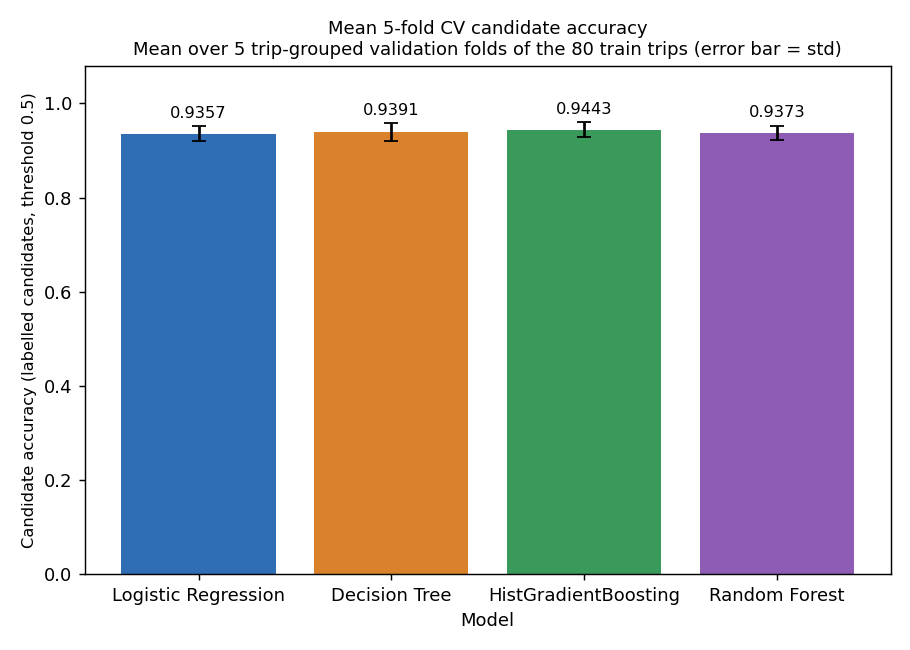 Mean 5-fold CV candidate accuracy
Mean over 5 trip-grouped validation folds of the 80 train trips (error bar = std)
Candidate accuracy (labelled candidates, threshold 0.5)
1.0
0.8
0.6
0.4
0.2
0.0
0.9357
0.9391
0.9443
0.9373
Logistic Regression
Decision Tree
HistGradientBoosting
Random Forest
Model